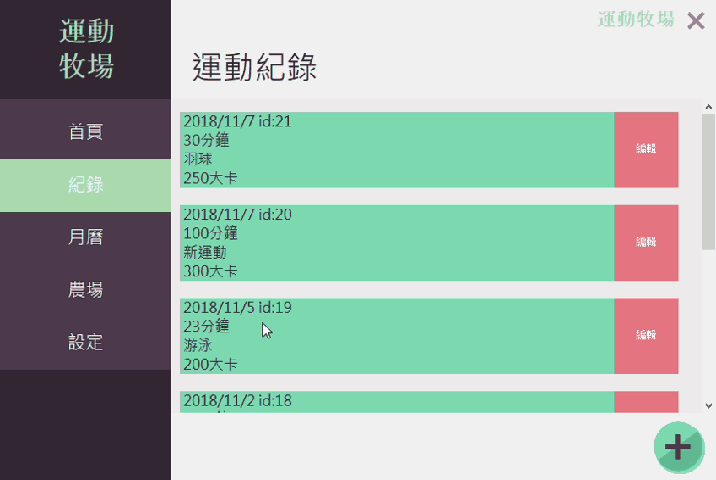 運動
牧場
首頁
紀錄
月曆
農場
設定
運動牧場
運動紀錄
2018/11/7 id:21
30分鐘
羽球
250大卡
編輯
2018/11/7 id:20
100分鐘
新運動
300大卡
編輯
2018/11/5 id:19
23分鐘
游泳
200大卡
編輯
2018/11/2 id:18